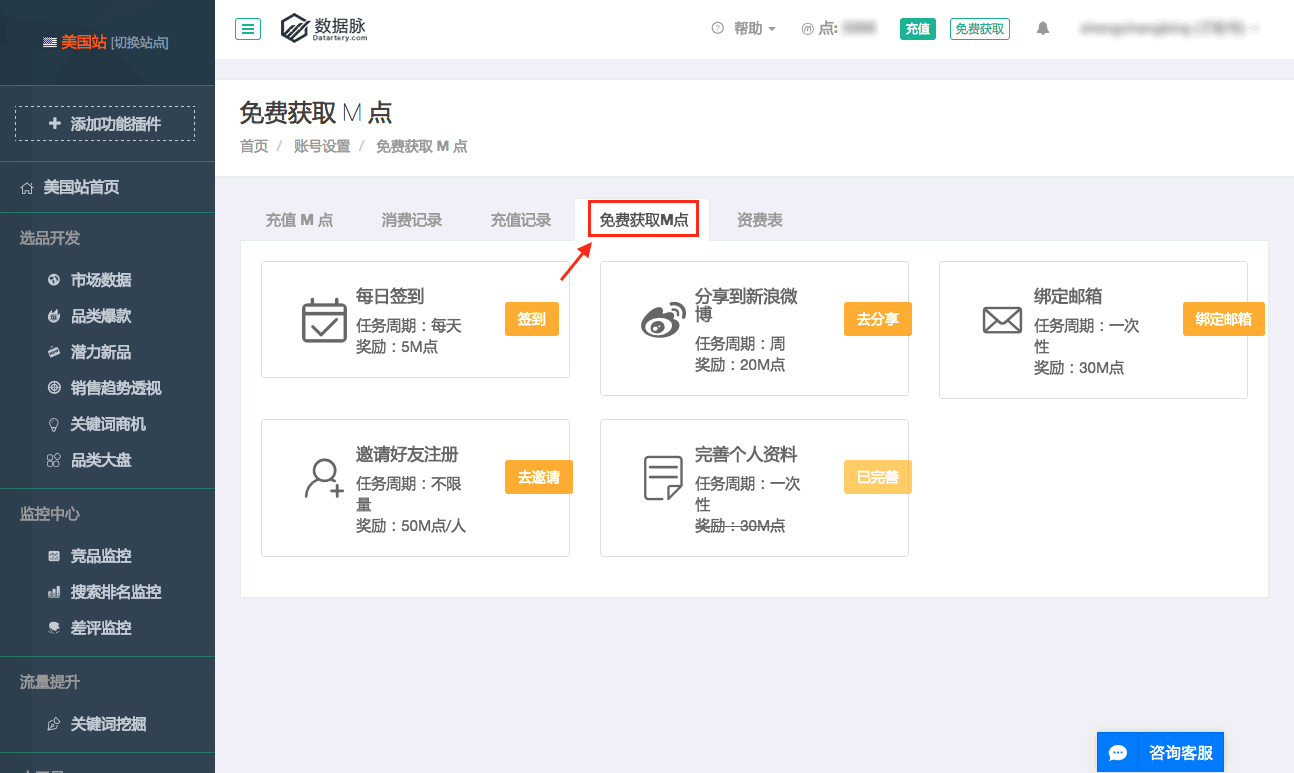 美国站 [切换站点]
添加功能插件
美国站首页
选品开发
市场数据
品类爆款
潜力新品
销售趋势透视
关键词商机
品类大盘
监控中心
竞品监控
搜索排名监控
差评监控
流量提升
关键词挖掘
数据脉
Datartery.com
帮助
点:
充值
免费获取
免费获取 M 点
首页 / 账号设置 / 免费获取 M 点
充值 M 点
消费记录
充值记录
免费获取M点
资费表
每日签到
任务周期：每天
奖励：5M点
签到
分享到新浪微
博
任务周期：周
奖励：20M点
去分享
绑定邮箱
任务周期：一次
性
奖励：30M点
绑定邮箱
邀请好友注册
任务周期：不限
量
奖励：50M点/人
去邀请
完善个人资料
任务周期：一次
性
奖励：30M点
已完善
咨询客服